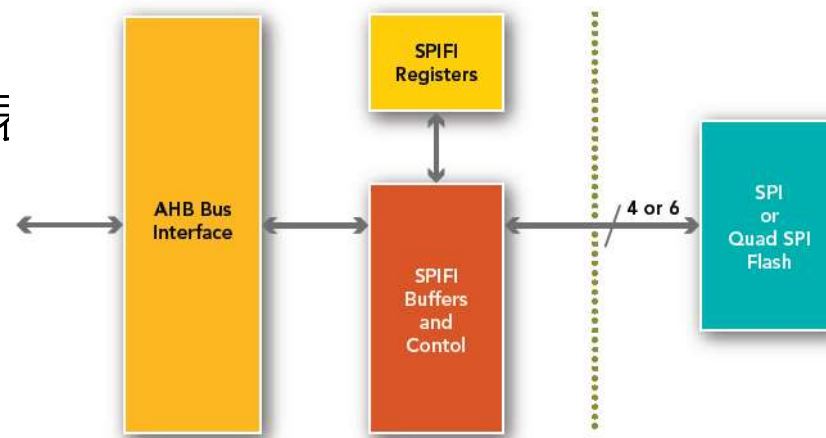 SPIFI
Registers
AHB Bus
Interface
4 or 6
SPI
or
Quad SPI
Flash
SPIFI
Buffers
and
Contol